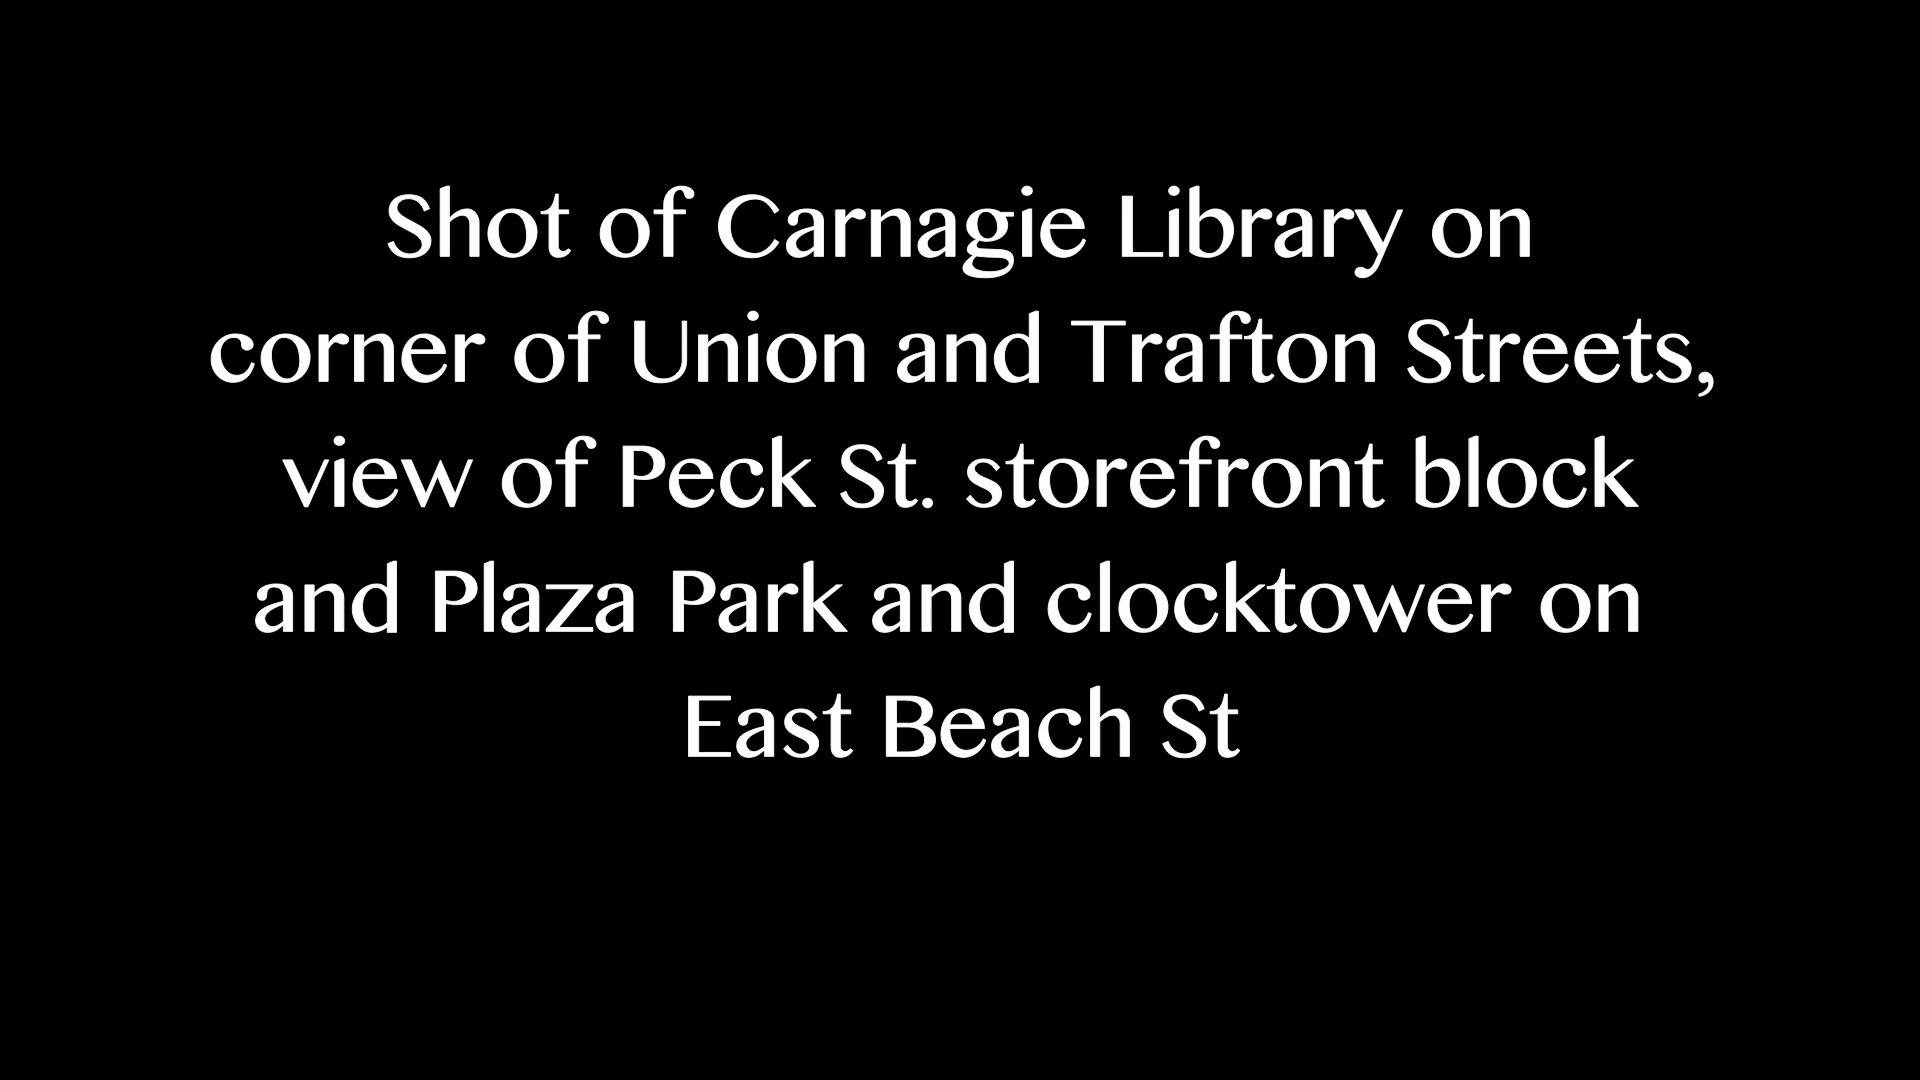 Shot of Carnagie Library on
corner of Union and Trafton Streets,
view of Peck St. storefront block
and Plaza Park and clocktower on
East Beach St